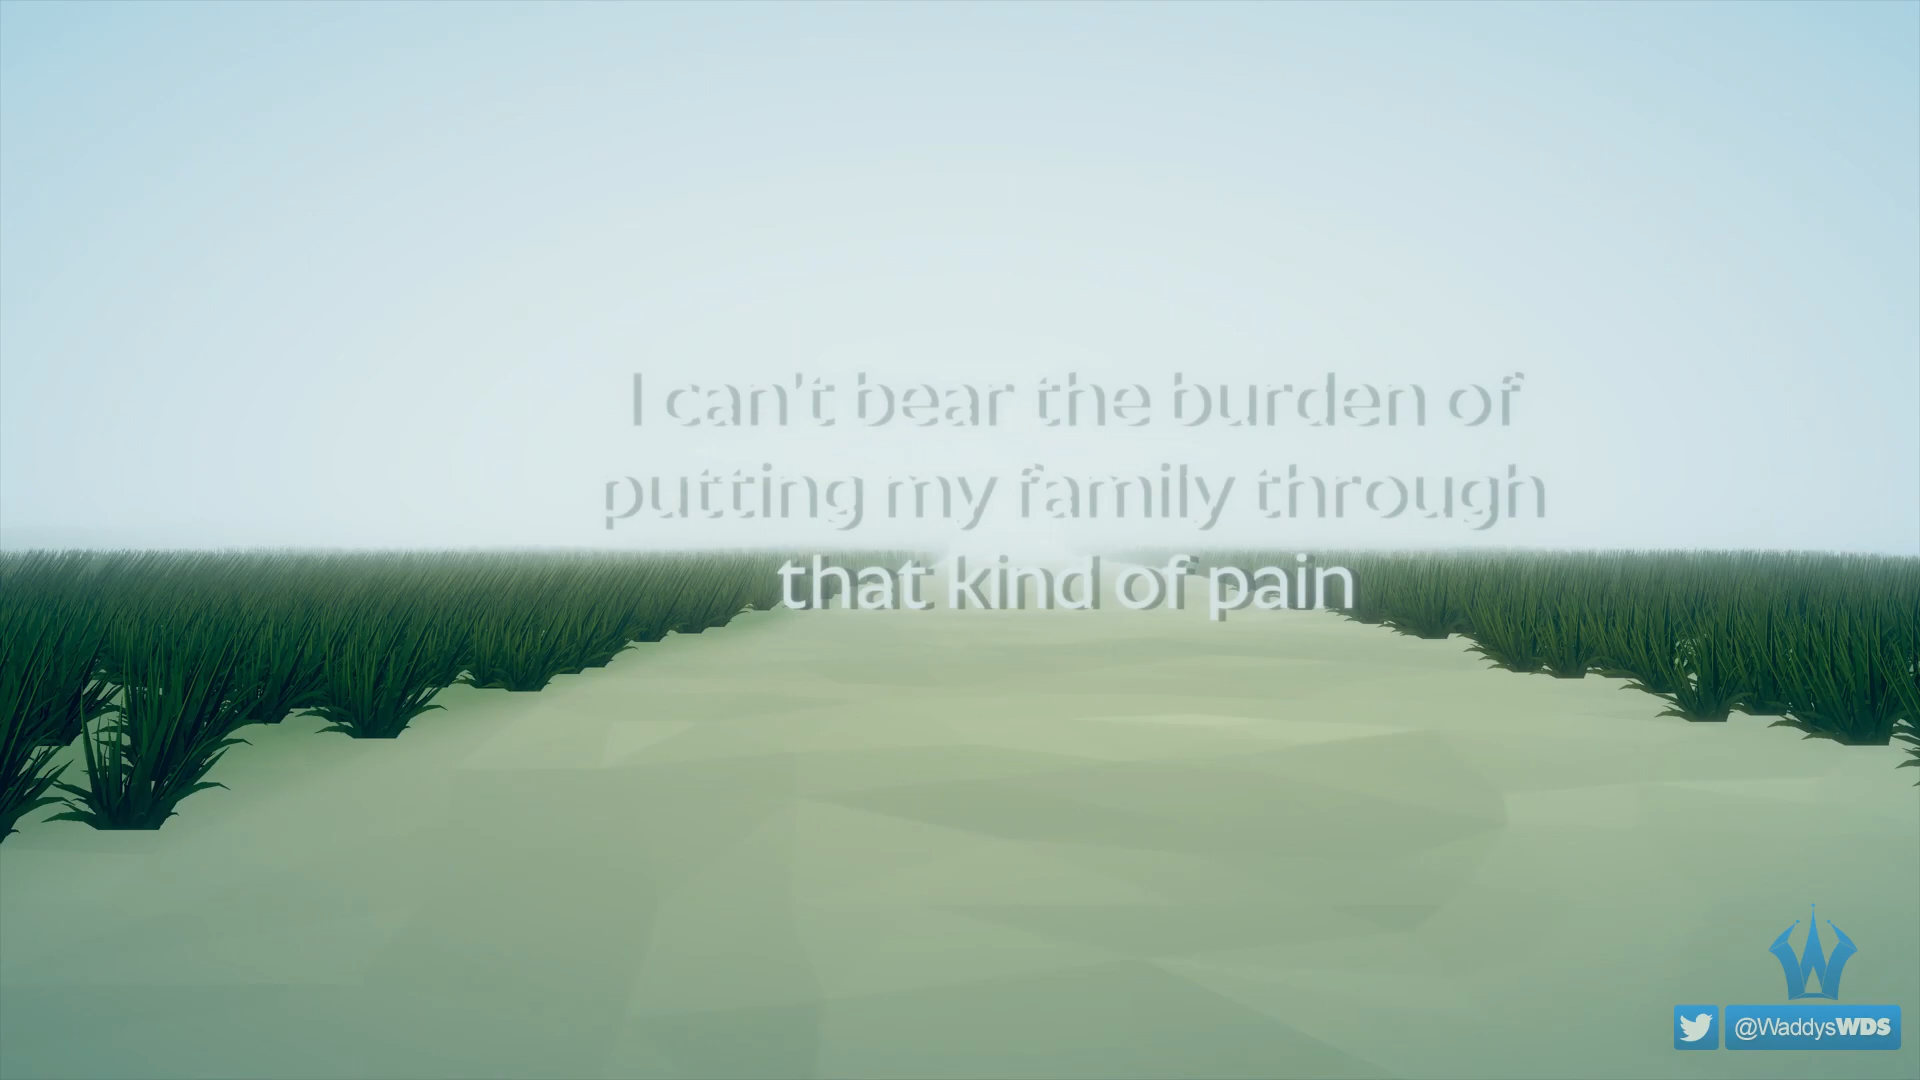 I can't bear the burden of
putting my family through
that kind of pain
@WaddysWDS